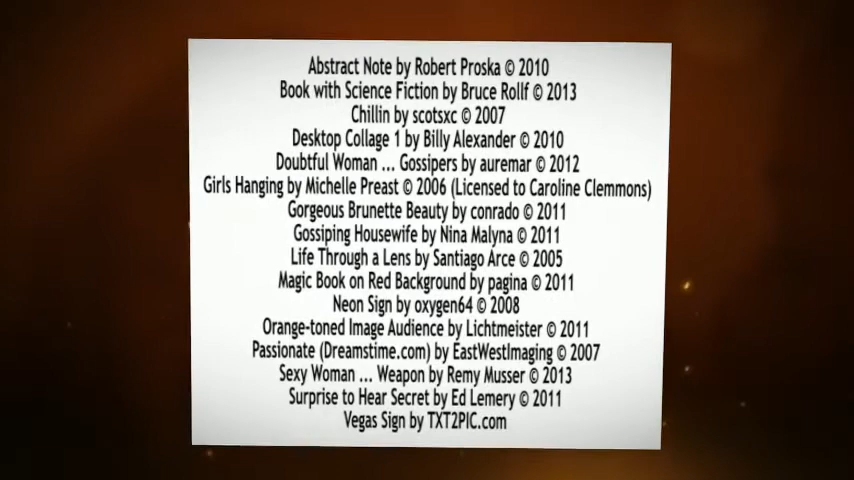 Abstract Note by Robert Proska © 2010
Book with Science Fiction by Bruce Rollf © 2013
Chillin by scotsxc © 2007
Desktop Collage 1 by Billy Alexander © 2010
Doubtful Woman ... Gossipers by auremar © 2012
Girls Hanging by Michelle Preast © 2006 (Licensed to Caroline Clemmons)
Gorgeous Brunette Beauty by conrado © 2011
Gossiping Housewife by Nina Malyna © 2011
Life Through a Lens by Santiago Arce © 2005
Magic Book on Red Background by pagina © 2011
Neon Sign by oxygen64 © 2008
Orange-toned Image Audience by Lichtmeister © 2011
Passionate (Dreamstime.com) by EastWestImaging © 2007
Sexy Woman ... Weapon by Remy Musser © 2013
Surprise to Hear Secret by Ed Lemery © 2011
Vegas Sign by TXT2PIC.com